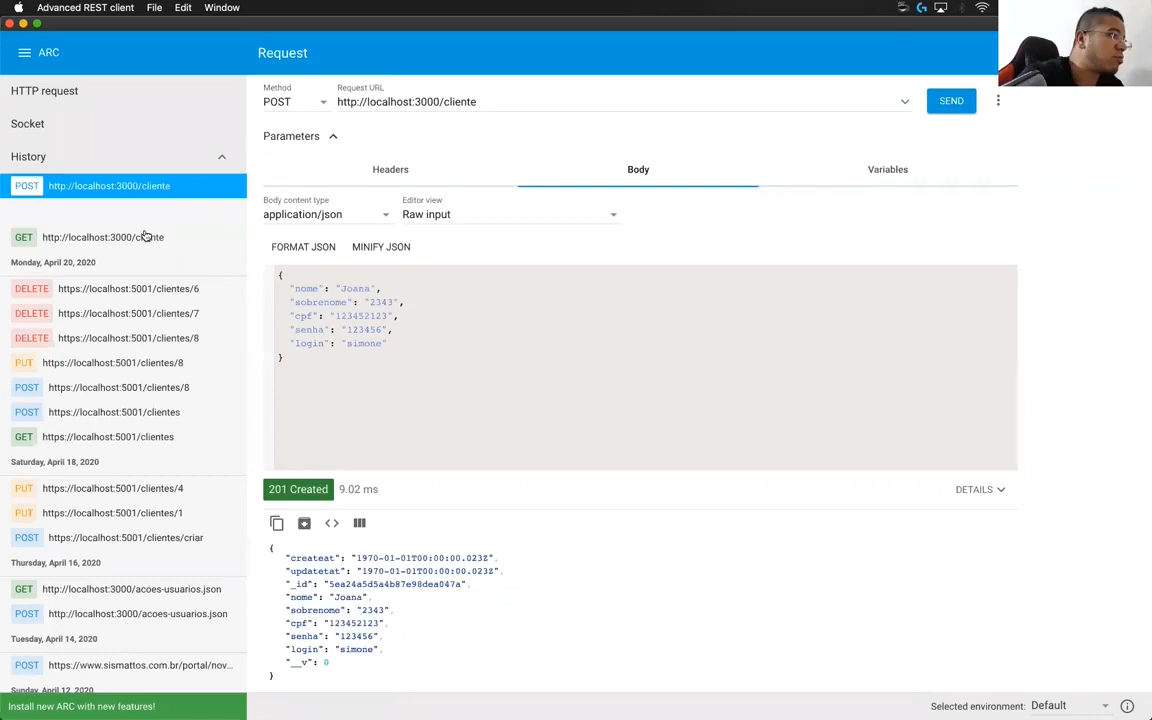 Advanced REST client File Edit Window
ARC
Request
HTTP request
Socket
History
POST http://localhost:3000/cliente
GET http://localhost:3000/cliente
Monday, April 20, 2020
DELETE https://localhost:5001/clientes/6
DELETE https://localhost:5001/clientes/7
DELETE https://localhost:5001/clientes/8
PUT https://localhost:5001/clientes/8
POST https://localhost:5001/clientes/8
POST https://localhost:5001/clientes
GET https://localhost:5001/clientes
Saturday, April 18, 2020
PUT https://localhost:5001/clientes/4
PUT https://localhost:5001/clientes/1
POST https://localhost:5001/clientes/criar
Thursday, April 16, 2020
GET http://localhost:3000/acoes-usuarios.json
POST http://localhost:3000/acoes-usuarios.json
Tuesday, April 14, 2020
POST https://www.sismattos.com.br/portal/nov...
Sunday, April 12, 2020
Install new ARC with new features!
Method
POST
Request URL
http://localhost:3000/cliente
SEND
Parameters
Headers Body Variables
Body content type
application/json
Editor view
Raw input
FORMAT JSON MINIFY JSON
{
"nome": "Joana",
"sobrenome": "2343",
"cpf": "123452123",
"senha": "123456",
"login": "simone"
}
201 Created 9.02 ms DETAILS
{
"createat": "1970-01-01T00:00:00.023Z",
"updatetat": "1970-01-01T00:00:00.023Z",
"_id": "5ea24a5d5a4b87e98dea047a",
"nome": "Joana",
"sobrenome": "2343",
"cpf": "123452123",
"senha": "123456",
"login": "simone",
"__v": 0
}
Selected environment: Default